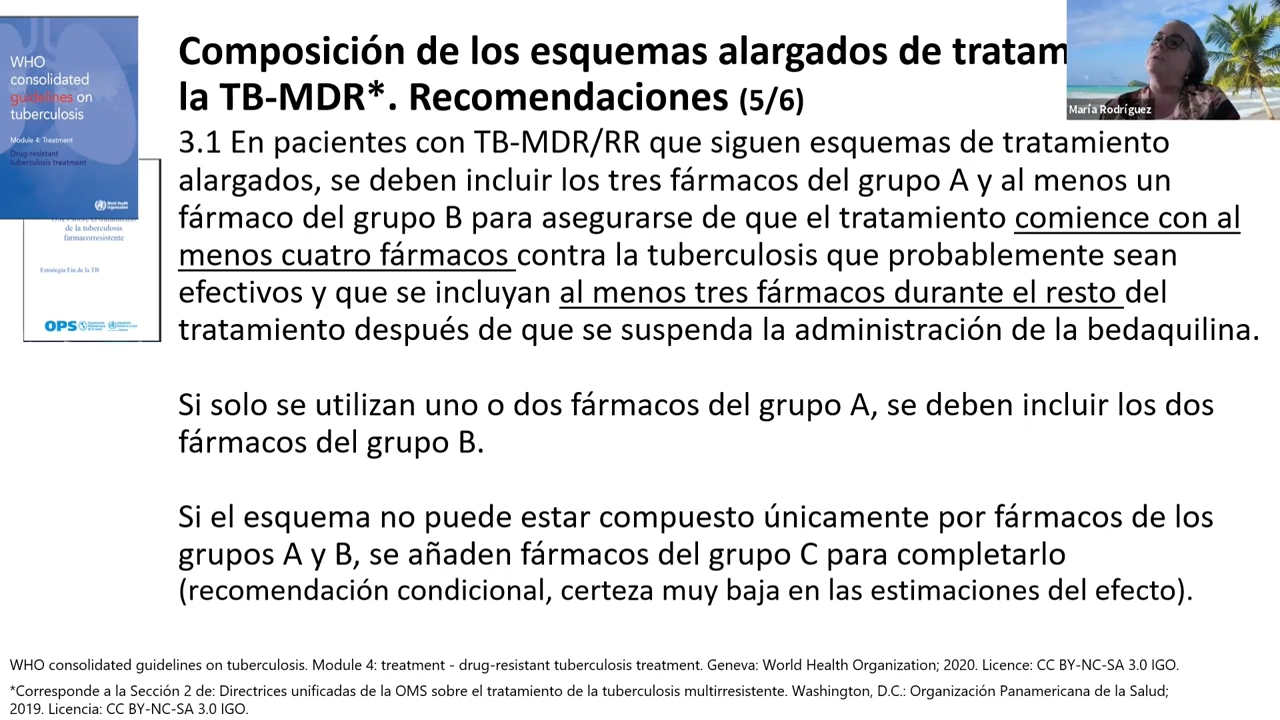 WHO
consolidated
guidelines on
tuberculosis
Module 4: Treatment
Drug-resistant
tuberculosis treatment
World Health
Organization
de la tuberculosis
farmacorresistente
Estrategia Fin de la TB
OPS
Composición de los esquemas alargados de tratam
la TB-MDR*. Recomendaciones (5/6)
María Rodríguez
3.1 En pacientes con TB-MDR/RR que siguen esquemas de tratamiento
alargados, se deben incluir los tres fármacos del grupo A y al menos un
fármaco del grupo B para asegurarse de que el tratamiento comience con al
menos cuatro fármacos contra la tuberculosis que probablemente sean
efectivos y que se incluyan al menos tres fármacos durante el resto del
tratamiento después de que se suspenda la administración de la bedaquilina.
Si solo se utilizan uno o dos fármacos del grupo A, se deben incluir los dos
fármacos del grupo B.
Si el esquema no puede estar compuesto únicamente por fármacos de los
grupos A y B, se añaden fármacos del grupo C para completarlo
(recomendación condicional, certeza muy baja en las estimaciones del efecto).
WHO consolidated guidelines on tuberculosis. Module 4: treatment - drug-resistant tuberculosis treatment. Geneva: World Health Organization; 2020. Licence: CC BY-NC-SA 3.0 IGO.
*Corresponde a la Sección 2 de: Directrices unificadas de la OMS sobre el tratamiento de la tuberculosis multirresistente. Washington, D.C.: Organización Panamericana de la Salud;
2019. Licencia: CC BY-NC-SA 3.0 IGO.